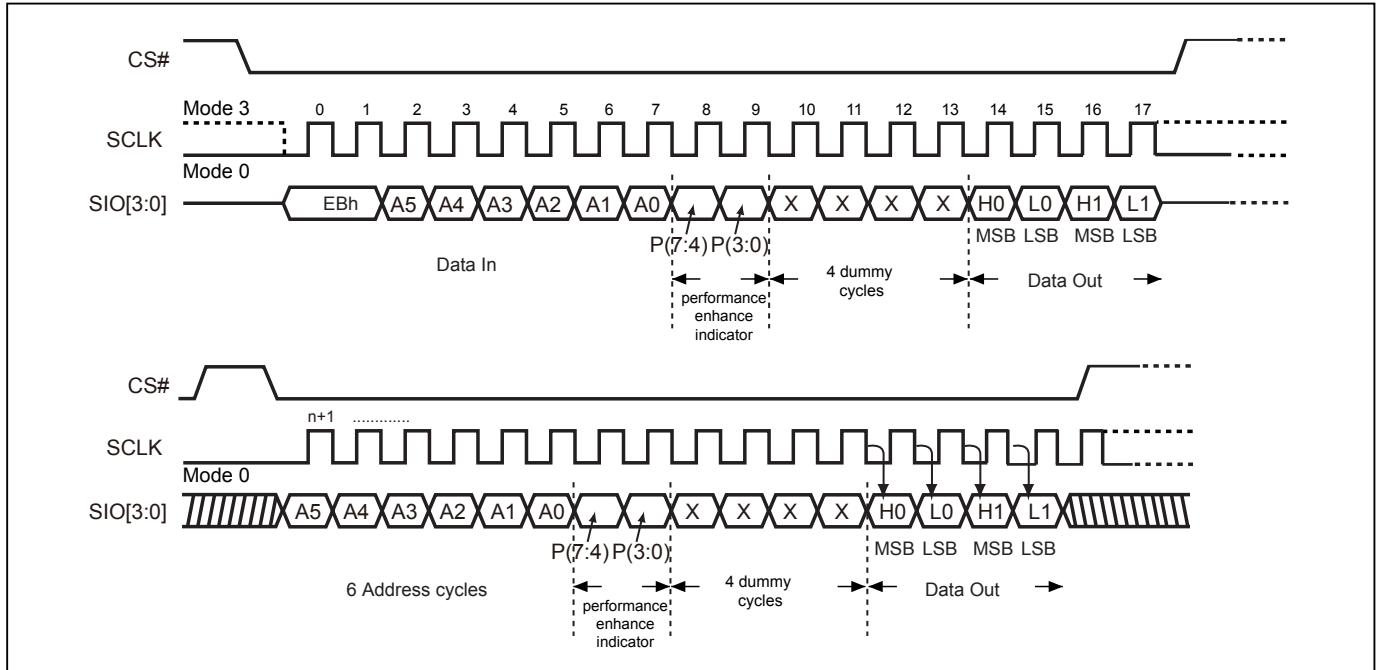 CS#
Mode 3
0 1 2 3 4 5 6 7 8 9 10 11 12 13 14 15 16 17
SCLK
Mode 0
SIO[3:0]
EBh A5 A4 A3 A2 A1 A0 X X X X H0 L0 H1 L1
MSB LSB MSB LSB
P(7:4) P(3:0)
Data In
4 dummy
cycles
Data Out
performance
enhance
indicator
CS#
n+1 .............
SCLK
Mode 0
SIO[3:0]
A5 A4 A3 A2 A1 A0 X X X X H0 L0 H1 L1
P(7:4) P(3:0)
MSB LSB MSB LSB
6 Address cycles
4 dummy
cycles
Data Out
performance
enhance
indicator